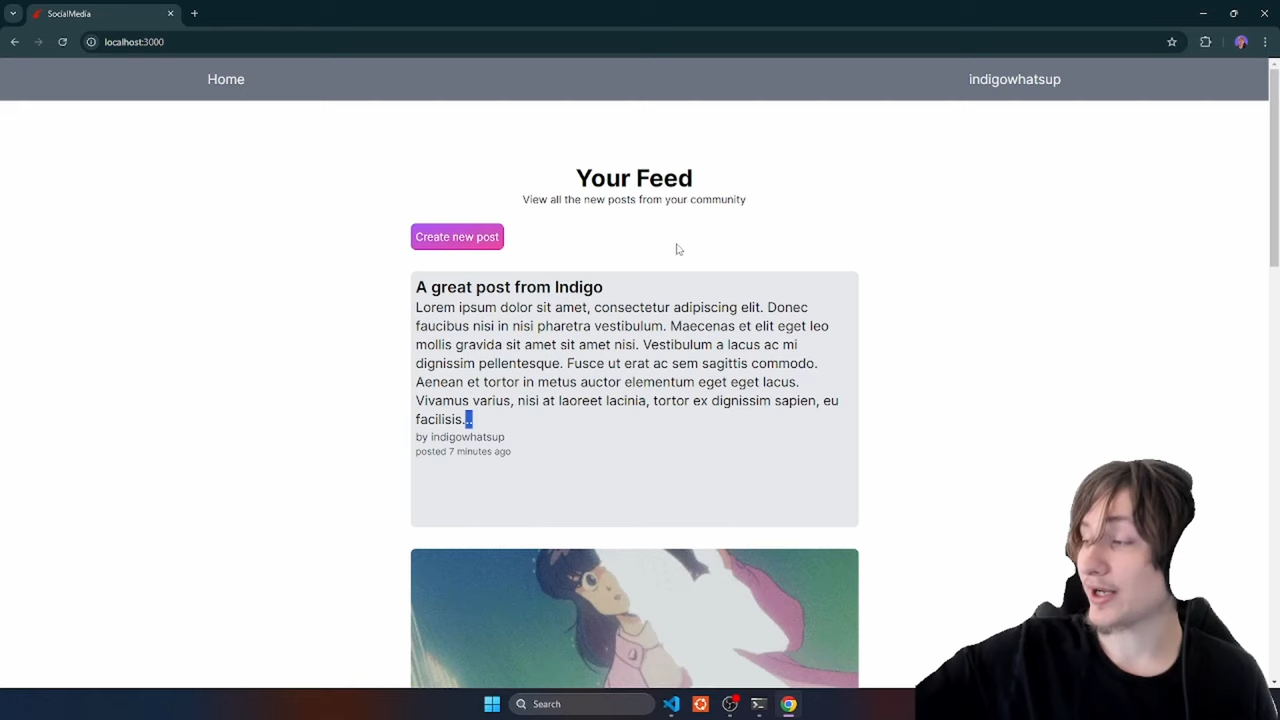 SocialMedia
localhost:3000
Home
indigowhatsup
Your Feed
View all the new posts from your community
Create new post
A great post from Indigo
Lorem ipsum dolor sit amet, consectetur adipiscing elit. Donec
faucibus nisi in nisi pharetra vestibulum. Maecenas et elit eget leo
mollis gravida sit amet sit amet nisi. Vestibulum a lacus ac mi
dignissim pellentesque. Fusce ut erat ac sem sagittis commodo.
Aenean et tortor in metus auctor elementum eget eget lacus.
Vivamus varius, nisi at laoreet lacinia, tortor ex dignissim sapien, eu
facilisis...
by indigowhatsup
posted 7 minutes ago
Search